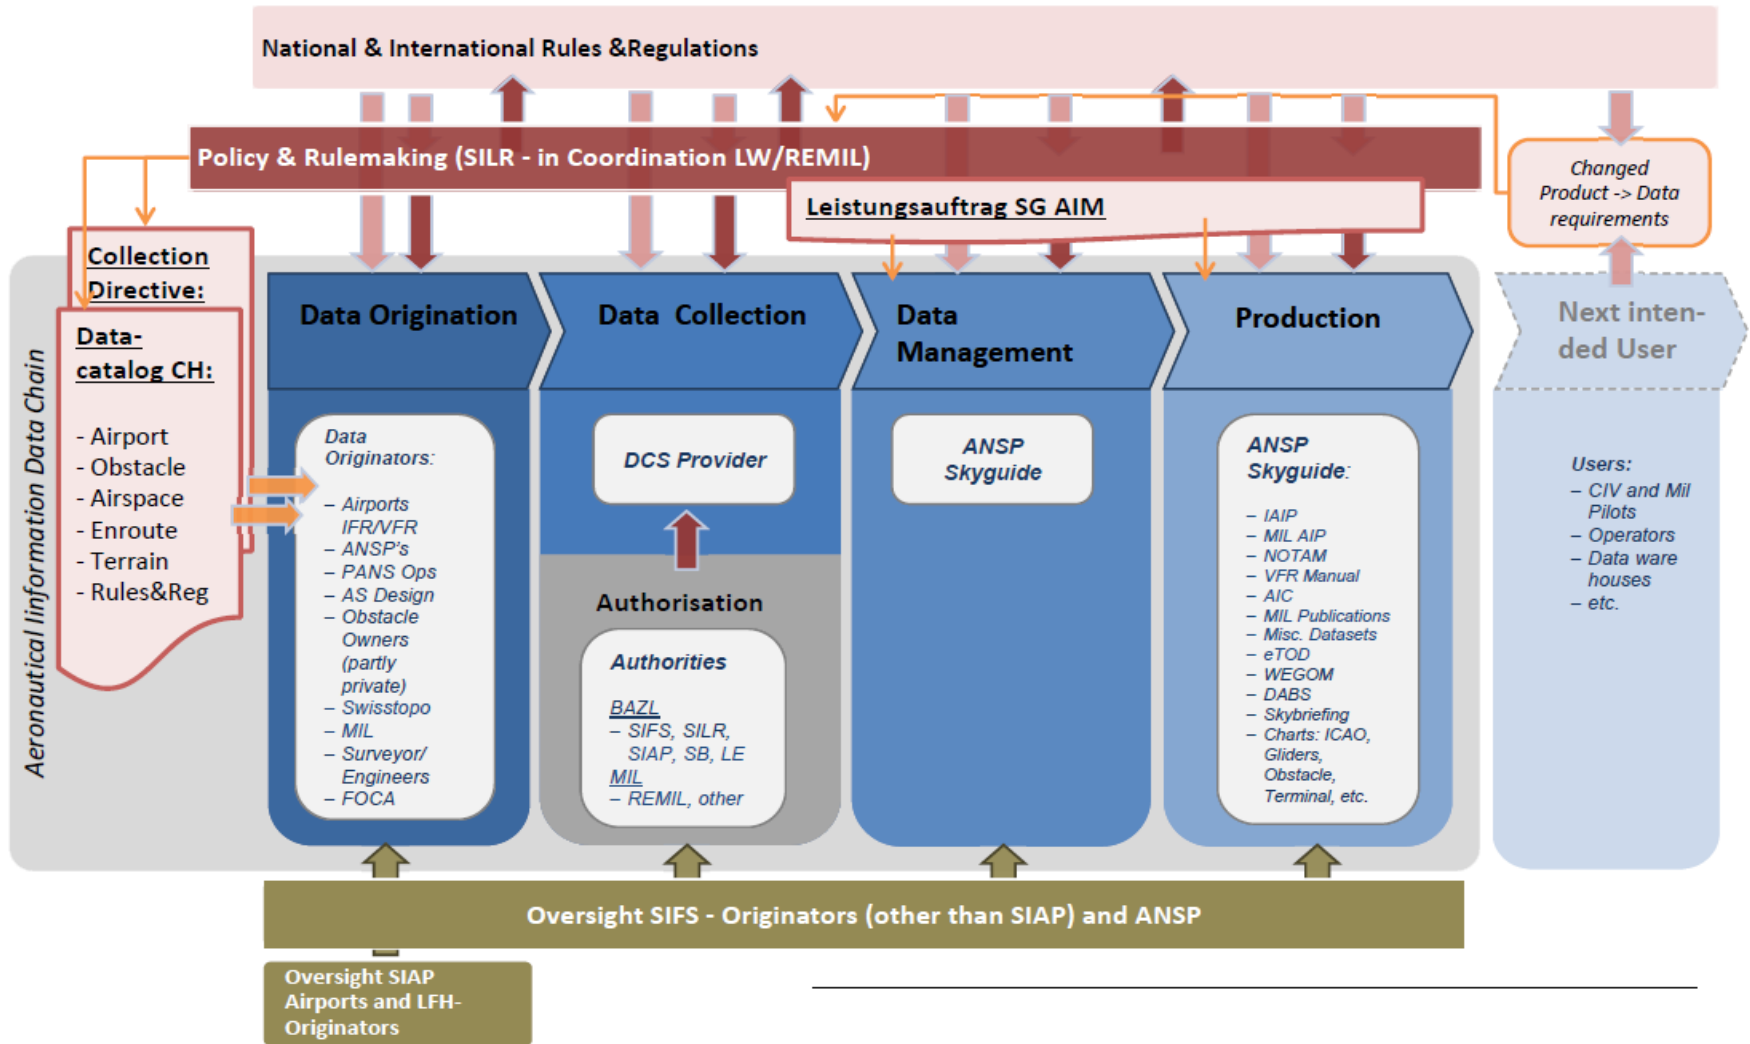 National & International Rules &Regulations
Policy & Rulemaking (SILR - in Coordination LW/REMIL)
Leistungsauftrag SG AIM
Changed
Product -> Data
requirements
Aeronautical Iinformation Data Chain
Collection
Directive:
Data-
catalog CH:
- Airport
- Obstacle
- Airspace
- Enroute
- Terrain
- Rules&Reg
Data Origination
Data
Originators:
– Airports
IFR/VFR
– ANSP's
– PANS Ops
– AS Design
– Obstacle
Owners
(partly
private)
– Swisstopo
– MIL
– Surveyor/
Engineers
– FOCA
Data Collection
DCS Provider
Authorisation
Authorities
BAZL
– SIFS, SILR,
SIAP, SB, LE
MIL
– REMIL, other
Data
Management
ANSP
Skyguide
Production
ANSP
Skyguide:
– IAIP
– MIL AIP
– NOTAM
– VFR Manual
– AIC
– MIL Publications
– Misc. Datasets
– eTOD
– WEGOM
– DABS
– Skybriefing
– Charts: ICAO,
Gliders,
Obstacle,
Terminal, etc.
Next inten-
ded User
Users:
– CIV and Mil
Pilots
– Operators
– Data ware
houses
– etc.
Oversight SIFS - Originators (other than SIAP) and ANSP
Oversight SIAP
Airports and LFH-
Originators